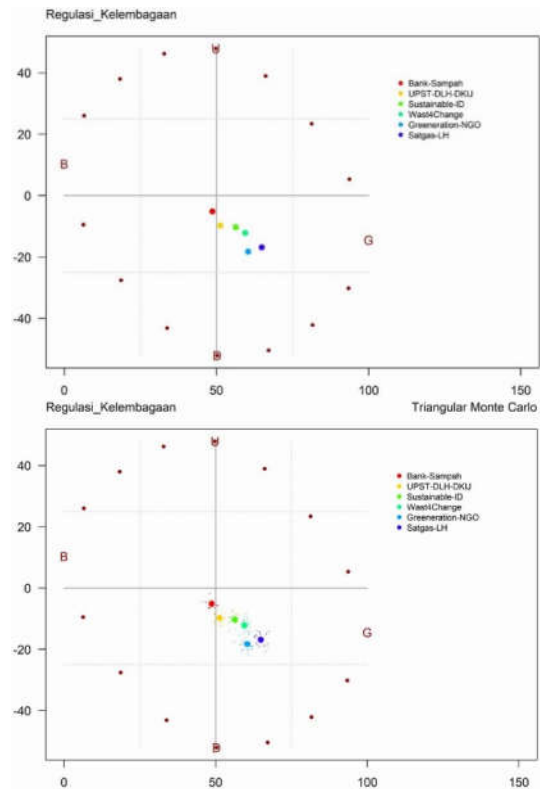 Regulasi_Kelembagaan
U
40
Bank-Sampah
UPST-DLH-DKIJ
Sustainable-ID
Wast4Change
Greeneration-NGO
Satgas-LH
20
B
0
G
-20
-40
B
0
50
100
150
Regulasi_Kelembagaan
Triangular Monte Carlo
U
40
Bank-Sampah
UPST-DLH-DKIJ
Sustainable-ID
Wast4Change
Greeneration-NGO
Satgas-LH
20
B
0
G
-20
-40
B
0
50
100
150